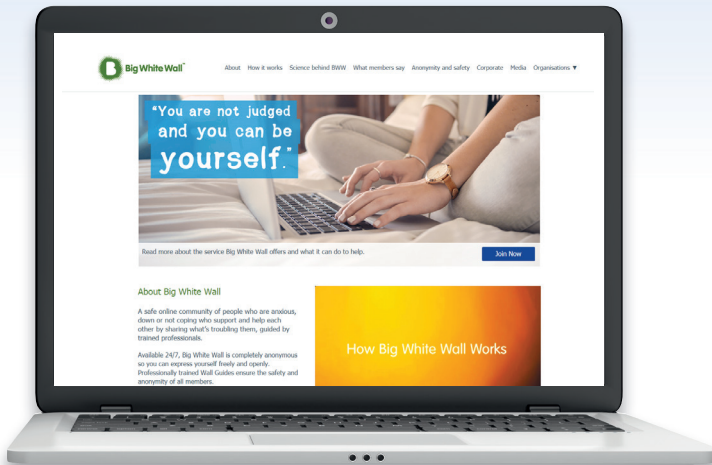 Big White Wall™
About How it works Science behind BWW What members say Anonymity and safety Corporate Media Organisations ▼
“You are not judged
and you can be
yourself.”
Read more about the service Big White Wall offers and what it can do to help.
Join Now
About Big White Wall
A safe online community of people who are anxious,
down or not coping who support and help each
other by sharing what's troubling them, guided by
trained professionals.
Available 24/7, Big White Wall is completely anonymous
so you can express yourself freely and openly.
Professionally trained Wall Guides ensure the safety and
anonymity of all members.
How Big White Wall Works